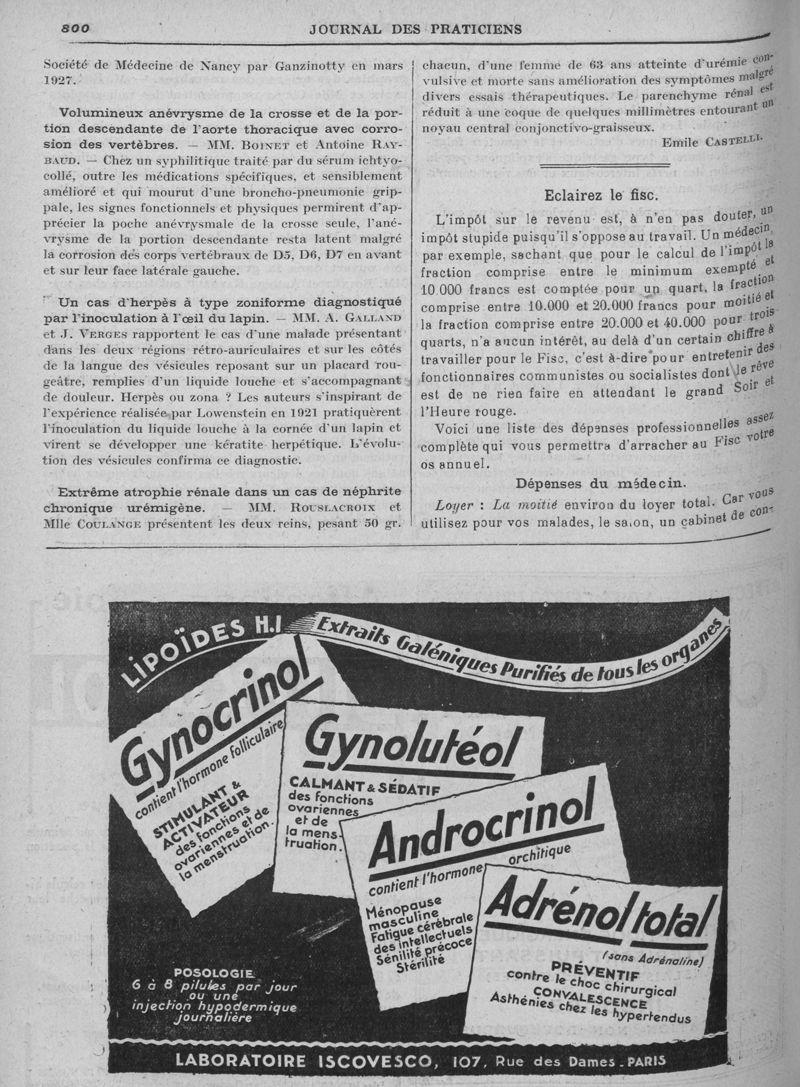 800
JOURNAL DES PRATICIENS
Société de Médecine de Nancy par Ganzinotty en mars
1927.
Volumineux anévrysme de la crosse et de la por-
tion descendante de l'aorte thoracique avec corro-
sion des vertèbres. — MM. BOINET et Antoine RAY-
BAUD. — Chez un syphilitique traité par du sérum ichtyo-
collé, outre les médications spécifiques, et sensiblement
amélioré et qui mourut d'une broncho-pneumonie grip-
pale, les signes fonctionnels et physiques permirent d'ap-
précier la poche anévrysmale de la crosse seule, l'ané-
vrysme de la portion descendante resta latent malgré
la corrosion des corps vertébraux de D5, D6, D7 en avant
et sur leur face latérale gauche.
Un cas d'herpès à type zoniforme diagnostiqué
par l'inoculation à l'œil du lapin. — MM. A. GALLAND
et J. VERGES rapportent le cas d'une malade présentant
dans les deux régions rétro-auriculaires et sur les côtés
de la langue des vésicules reposant sur un placard rou-
geâtre, remplies d'un liquide louche et s'accompagnant
de douleur. Herpès ou zona ? Les auteurs s'inspirant de
l'expérience réalisée par Lowenstein en 1921 pratiquèrent
l'inoculation du liquide louche à la cornée d'un lapin et
virent se développer une kératite herpétique. L'évolu-
tion des vésicules confirma ce diagnostic.
Extrême atrophie rénale dans un cas de néphrite
chronique urémigène. — MM. ROUSLACROIX et
Mlle COULANGE présentent les deux reins, pesant 50 gr.
chacun, d'une femme de 63 ans atteinte d'urémie con-
vulsive et morte sans amélioration des symptômes malgré
divers essais thérapeutiques. Le parenchyme rénal est
réduit à une coque de quelques millimètres entourant un
noyau central conjonctivo-graisseux.
Emile CASTELLI.
Eclairez le fisc.
L'impôt sur le revenu est, à n'en pas douter, un
impôt stupide puisqu'il s'oppose au travail. Un médecin,
par exemple, sachant que pour le calcul de l'impôt la
fraction comprise entre le minimum exempté et
10 000 francs est comptée pour un quart, la fraction
comprise entre 10.000 et 20.000 francs pour moitié et
la fraction comprise entre 20.000 et 40.000 pour trois
quarts, n'a aucun intérêt, au delà d'un certain chiffre à
travailler pour le Fisc, c'est à-dire pour entretenir des
fonctionnaires communistes ou socialistes dont le rêve
est de ne rien faire en attendant le grand Soir et
l'Heure rouge.
Voici une liste des dépenses professionnelles assez
complète qui vous permettra d'arracher au Fisc votre
os annuel.
Dépenses du médecin.
Loyer : La moitié environ du loyer total. Car vous
utilisez pour vos malades, le salon, un cabinet de con-
LIPOÏDES H.I
Extraits Galéniques Purifiés de tous les organes
Gynocrinol
contient l'hormone folliculaire
STIMULANT &
ACTIVATEUR
des fonctions
ovariennes et de
la menstruation.
Gynolutéol
CALMANT & SÉDATIF
des fonctions
ovariennes
et de
la mens-
truation.
Androcrinol
contient l'hormone orchitique
Ménopause
masculine
Fatigue cérébrale
des intellectuels
Sénilité précoce
Stérilité
Adrénol total
(sans Adrénaline)
PRÉVENTIF
contre le choc chirurgical
CONVALESCENCE
Asthénies chez les hypertendus
POSOLOGIE
6 à 8 pilules par jour
ou une
injection hypodermique
journalière
LABORATOIRE ISCOVESCO, 107, Rue des Dames_PARIS